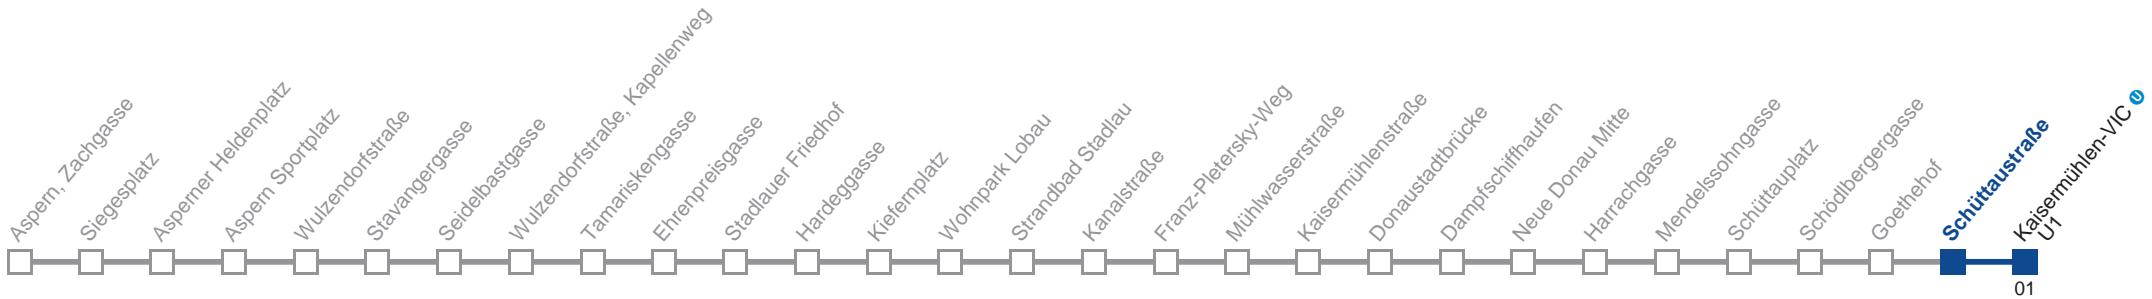 Aspern, Zachgasse
Siegesplatz
Asperner Heldenplatz
Aspern Sportplatz
Wulzendorfstraße
Stavangergasse
Seidelbastgasse
Wulzendorfstraße, Kapellenweg
Tamariskengasse
Ehrenpreisgasse
Stadlauer Friedhof
Hardeggasse
Kiefernplatz
Wohnpark Lobau
Strandbad Stadlau
Kanalstraße
Franz-Pletersky-Weg
Mühlwasserstraße
Kaisermühlenstraße
Donaustadtbrücke
Dampfschiffhaufen
Neue Donau Mitte
Harrachgasse
Mendelssohngasse
Schüttauplatz
Schödlbergergasse
Goethehof
Schüttaustraße
Kaisermühlen-VIC U
U1
01